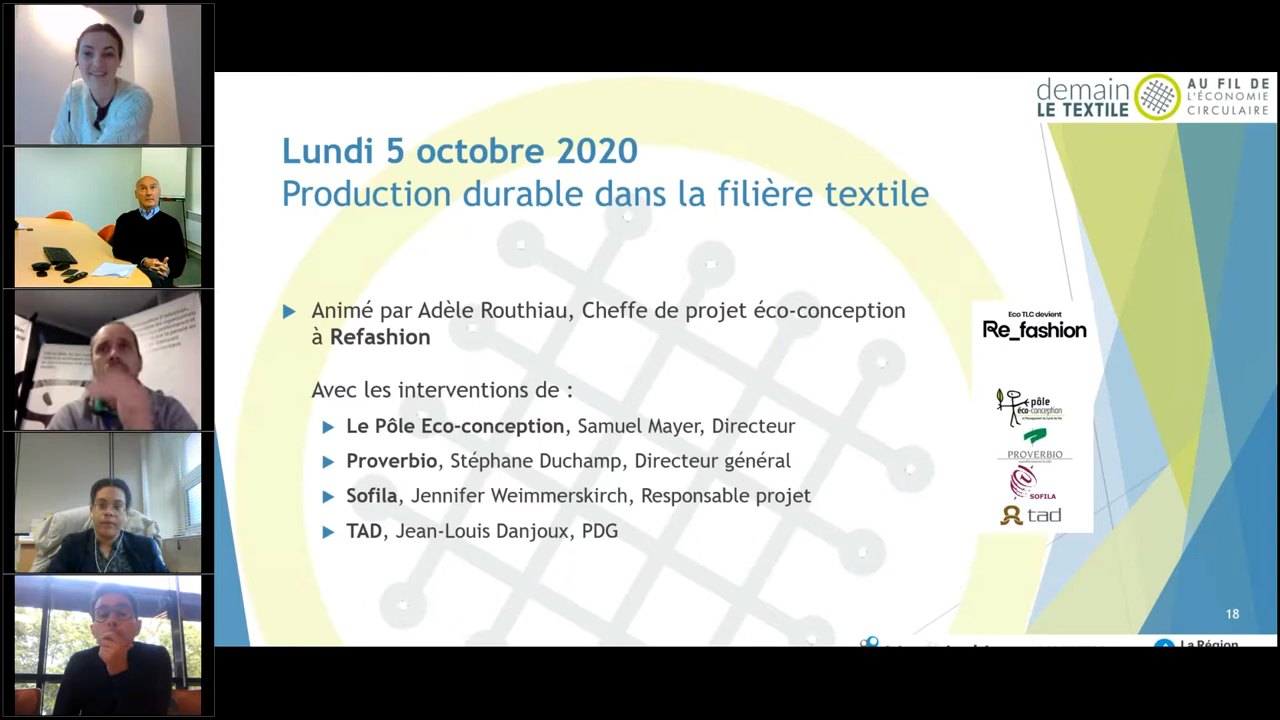 demain
LE TEXTILE
AU FIL DE
L'ÉCONOMIE
CIRCULAIRE
Lundi 5 octobre 2020
Production durable dans la filière textile
Animé par Adèle Routhiau, Cheffe de projet éco-conception
à Refashion
Avec les interventions de :
Le Pôle Eco-conception, Samuel Mayer, Directeur
Proverbio, Stéphane Duchamp, Directeur général
Sofila, Jennifer Weimmerskirch, Responsable projet
TAD, Jean-Louis Danjoux, PDG
Eco TLC devient
Re_fashion
pôle
éco-conception
PROVERBIO
SOFILA
tad
18
La Région